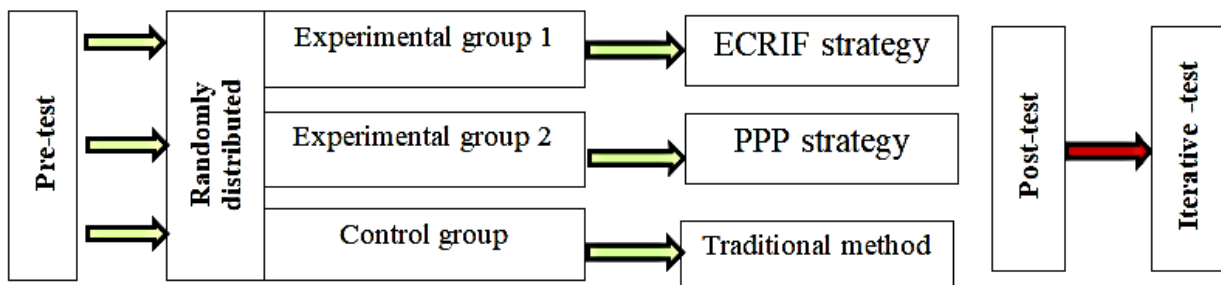 Pre-test
Randomly
distributed
Experimental group 1
ECRIF strategy
Experimental group 2
PPP strategy
Control group
Traditional method
Post-test
Iterative -test